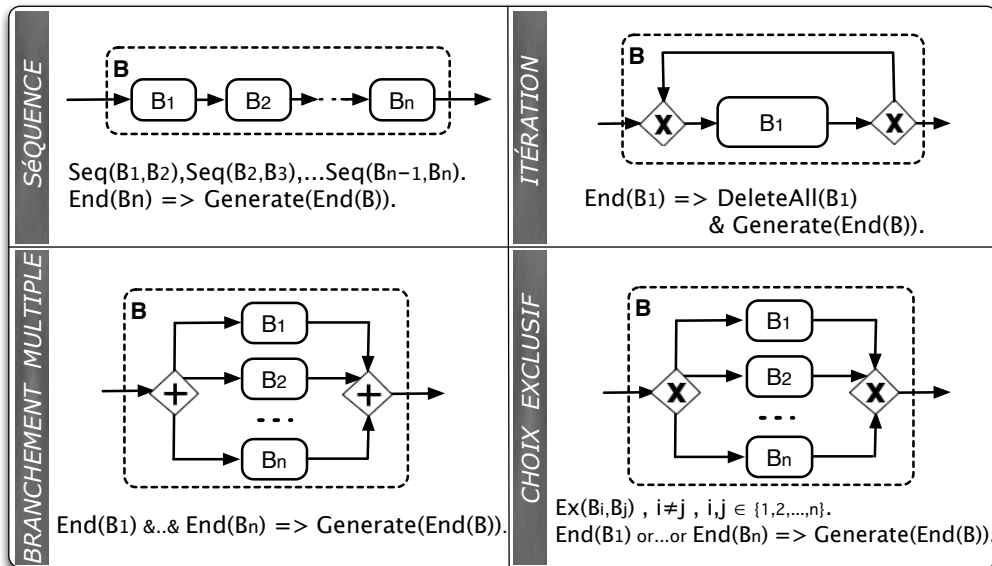 SéQUENCE
B
B1
B2
Bn
Seq(B1,B2),Seq(B2,B3),...Seq(Bn-1,Bn).
End(Bn) => Generate(End(B)).
ITÉRATION
B
X
B1
X
End(B1) => DeleteAll(B1)
& Generate(End(B)).
BRANCHEMENT MULTIPLE
B
B1
+
B2
+
Bn
End(B1) &..& End(Bn) => Generate(End(B)).
CHOIX EXCLUSIF
B
B1
X
B2
X
Bn
Ex(Bi,Bj) , i≠j , i,j ∈ {1,2,...,n}.
End(B1) or...or End(Bn) => Generate(End(B)).